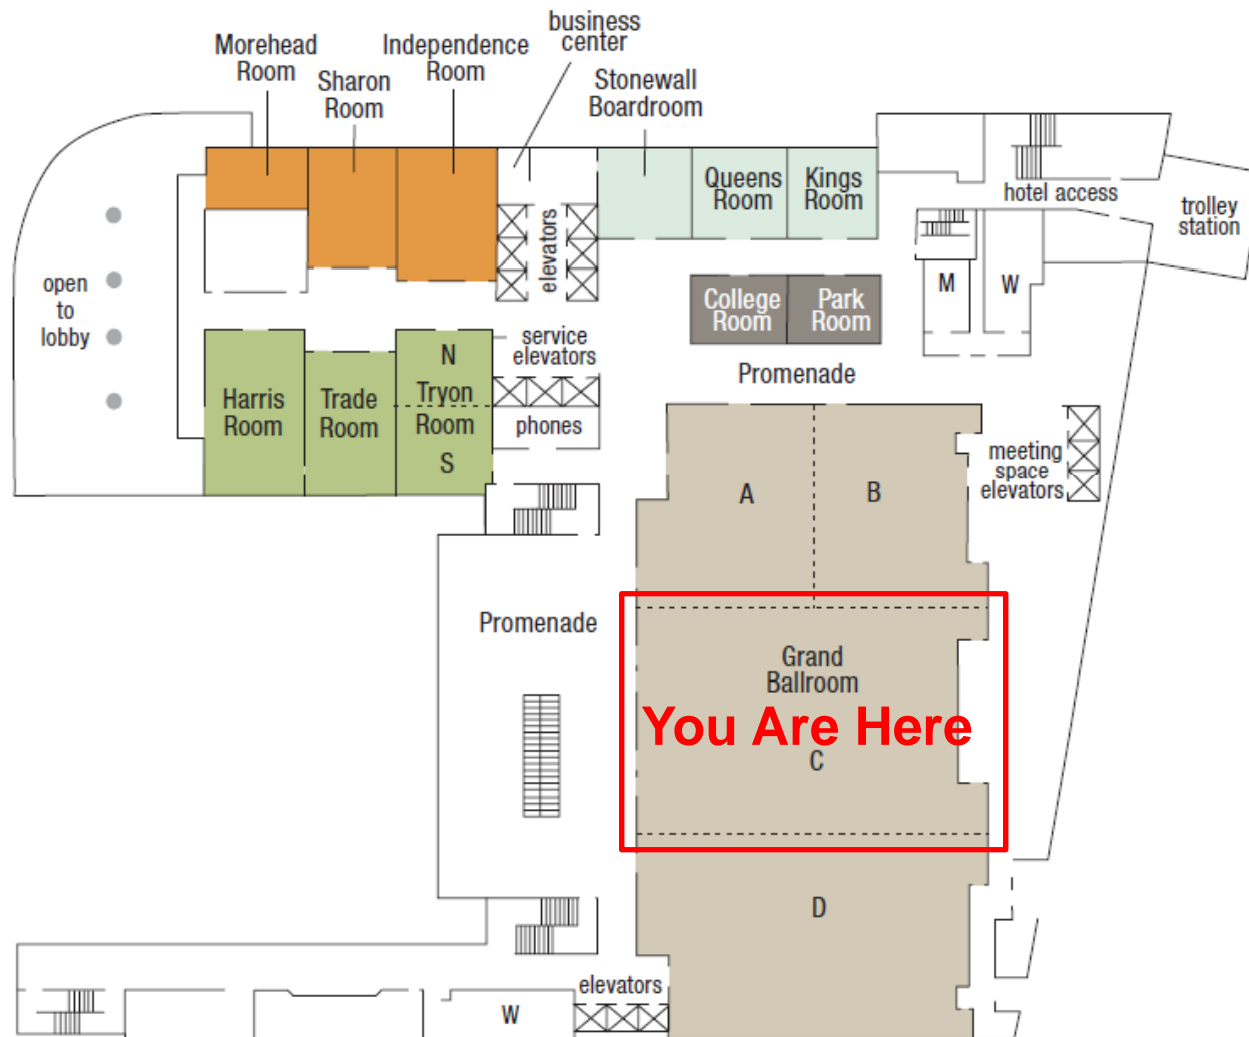 business
center
Morehead
Room
Independence
Room
Sharon
Room
Stonewall
Boardroom
Queens
Room
Kings
Room
hotel access
trolley
station
elevators
open
to
lobby
M
W
College
Room
Park
Room
service
elevators
Promenade
N
Tryon
Room
S
Harris
Room
Trade
Room
phones
meeting
space
elevators
A
B
Promenade
Grand
Ballroom
You Are Here
C
D
elevators
W